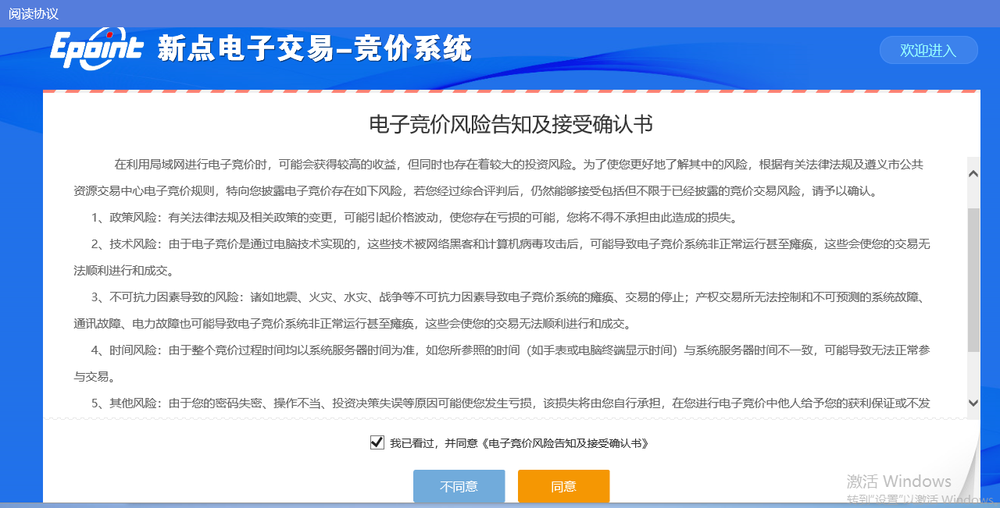 阅读协议
Epoint 新点电子交易-竞价系统
欢迎进入
电子竞价风险告知及接受确认书
在利用局域网进行电子竞价时，可能会获得较高的收益，但同时也存在着较大的投资风险。为了使您更好地了解其中的风险，根据有关法律法规及遵义市公共
资源交易中心电子竞价规则，特向您披露电子竞价存在如下风险，若您经过综合评判后，仍然能够接受包括但不限于已经披露的竞价交易风险，请予以确认。
1、政策风险：有关法律法规及相关政策的变更，可能引起价格波动，使您存在亏损的可能，您将不得不承担由此造成的损失。
2、技术风险：由于电子竞价是通过电脑技术实现的，这些技术被网络黑客和计算机病毒攻击后，可能导致电子竞价系统非正常运行甚至瘫痪，这些会使您的交易无
法顺利进行和成交。
3、不可抗力因素导致的风险：诸如地震、火灾、水灾、战争等不可抗力因素导致电子竞价系统的瘫痪、交易的停止；产权交易所无法控制和不可预测的系统故障、
通讯故障、电力故障也可能导致电子竞价系统非正常运行甚至瘫痪，这些会使您的交易无法顺利进行和成交。
4、时间风险：由于整个竞价过程时间均以系统服务器时间为准，如您所参照的时间（如手表或电脑终端显示时间）与系统服务器时间不一致，可能导致无法正常参
与交易。
5、其他风险：由于您的密码失密、操作不当、投资决策失误等原因可能使您发生亏损，该损失将由您自行承担，在您进行电子竞价中他人给予您的获利保证或不发
我已看过，并同意《电子竞价风险告知及接受确认书》
不同意 同意
激活 Windows
转到"设置"以激活 Windows